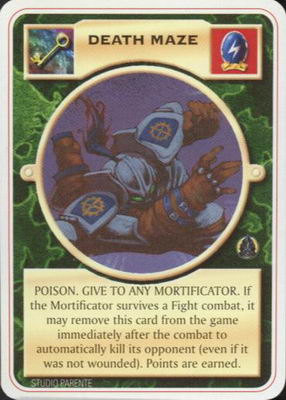 DEATH MAZE
POISON. GIVE TO ANY MORTIFICATOR. If
the Mortificator survives a Fight combat, it
may remove this card from the game
immediately after the combat to
automatically kill its opponent (even if it
was not wounded). Points are earned.
STUDIO PARENTE